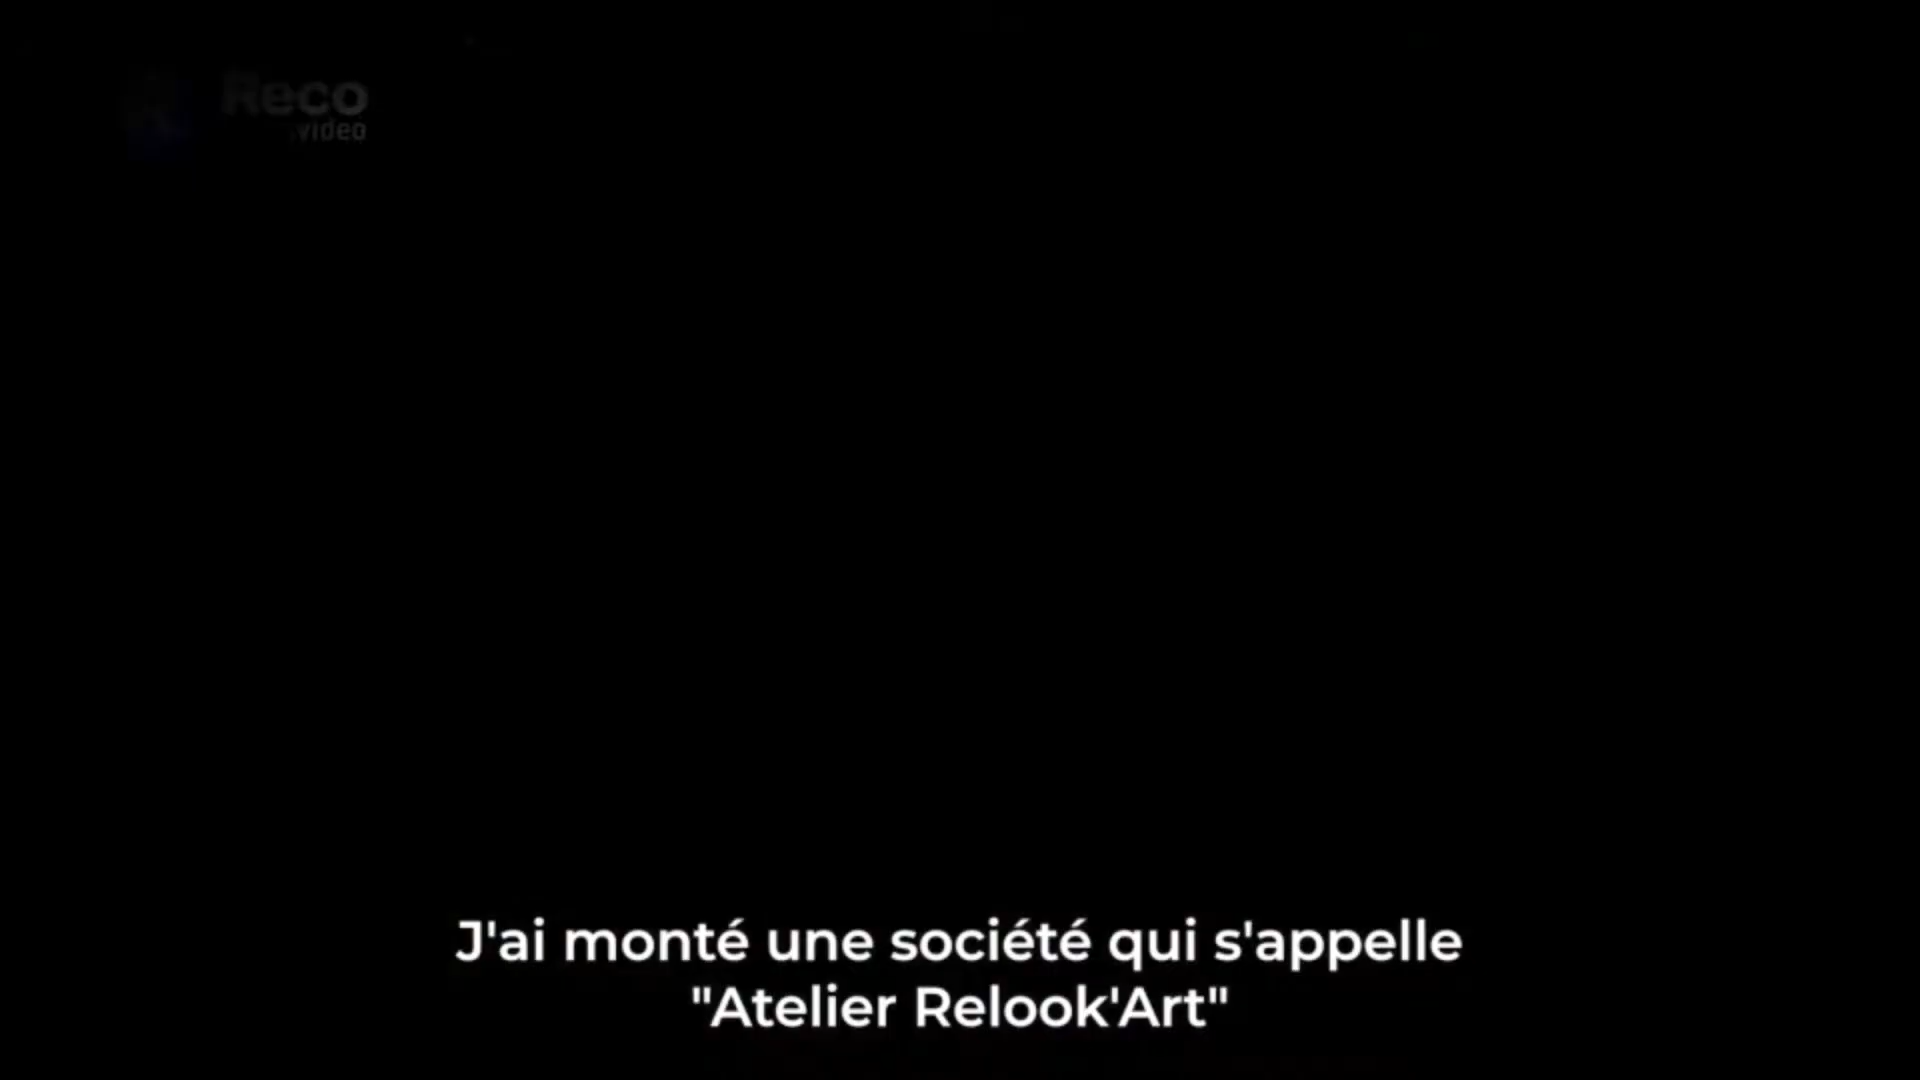 Reco
.video
J'ai monté une société qui s'appelle
"Atelier Relook'Art"